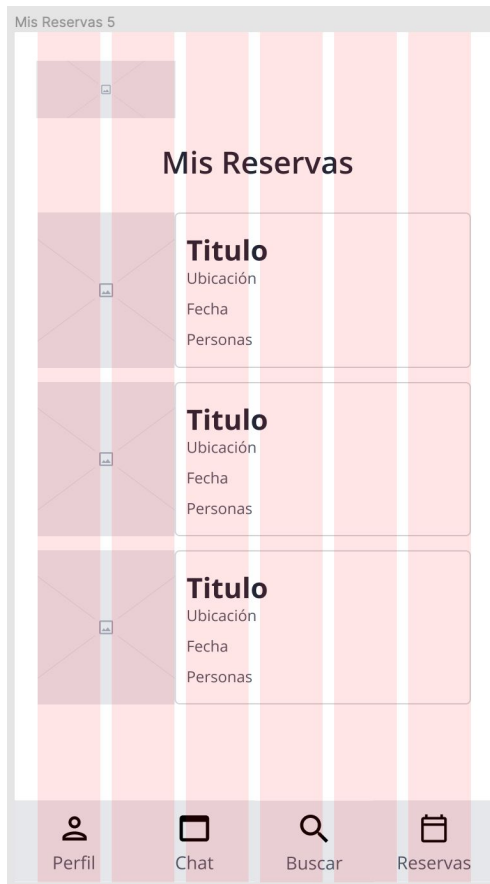 Mis Reservas 5
Mis Reservas
Titulo
Ubicación
Fecha
Personas
Titulo
Ubicación
Fecha
Personas
Titulo
Ubicación
Fecha
Personas
Perfil
Chat
Buscar
Reservas